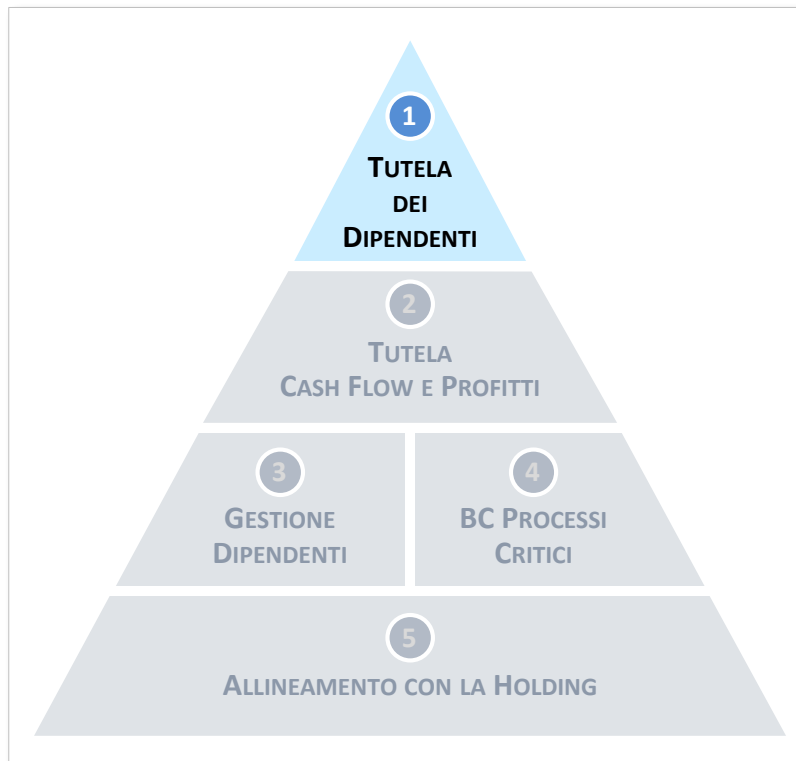 1
TUTELA
DEI
DIPENDENTI
2
TUTELA
CASH FLOW E PROFITTI
3
GESTIONE
DIPENDENTI
4
BC PROCESSI
CRITICI
5
ALLINEAMENTO CON LA HOLDING